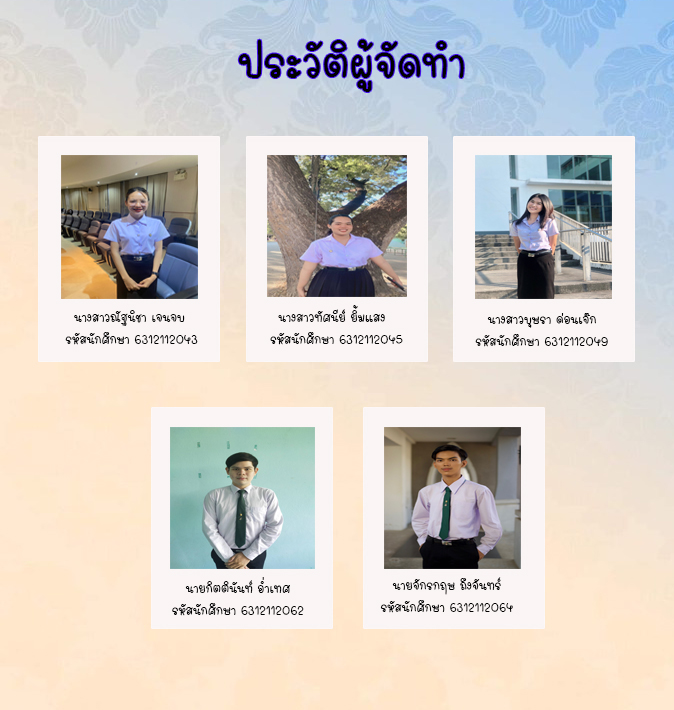 ประวัติผู้จัดทำ
นางสาวณัฐนิชา เจนจบ
รหัสนักศึกษา 6312112043
นางสาวทัศนีย์ ยิ้มแสง
รหัสนักศึกษา 6312112045
นางสาวบุษรา ด่อนเจิก
รหัสนักศึกษา 6312112049
นายกิตตินันท์ อ่ำเทศ
รหัสนักศึกษา 6312112062
นายจักรกฤษ ถึงจันทร์
รหัสนักศึกษา 6312112064